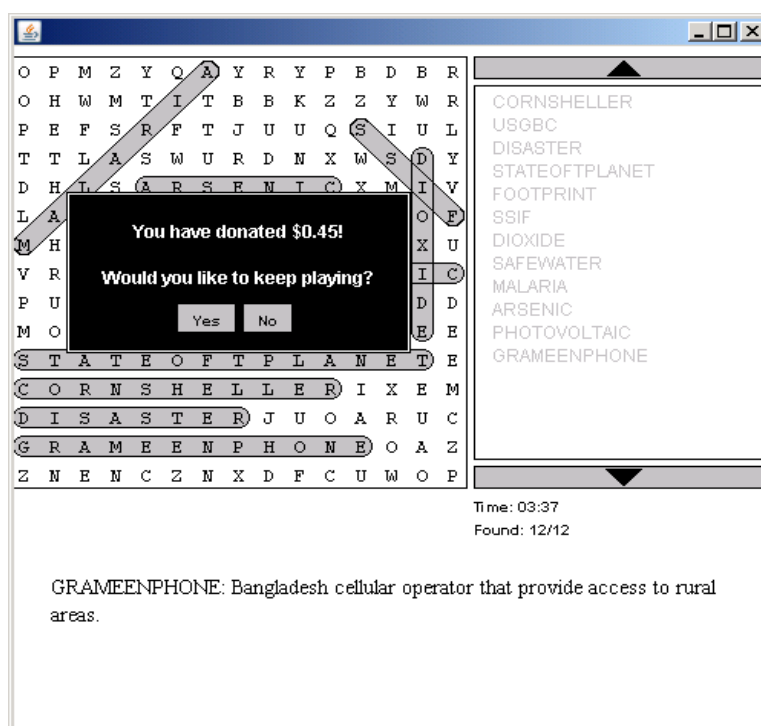 O P M Z Y Q A Y R Y P B D B R
O H W M T I T B B K Z Z Y W R
P E F S R F T J U U Q S I U L
T T L A S W U R D N X W S D Y
D H L S A R S E N I C X M I V
L A O F
M H X U
V R I C
P U D D
M O E E
S T A T E O F T P L A N E T E
C O R N S H E L L E R I X E M
D I S A S T E R J U O A R U C
G R A M E E N P H O N E O A Z
Z N E N C Z N X D F C U W O P
You have donated $0.45!
Would you like to keep playing?
Yes No
CORNSHELLER
USGBC
DISASTER
STATEOFTPLANET
FOOTPRINT
SSIF
DIOXIDE
SAFEWATER
MALARIA
ARSENIC
PHOTOVOLTAIC
GRAMEENPHONE
Time: 03:37
Found: 12/12
GRAMEENPHONE: Bangladesh cellular operator that provide access to rural
areas.